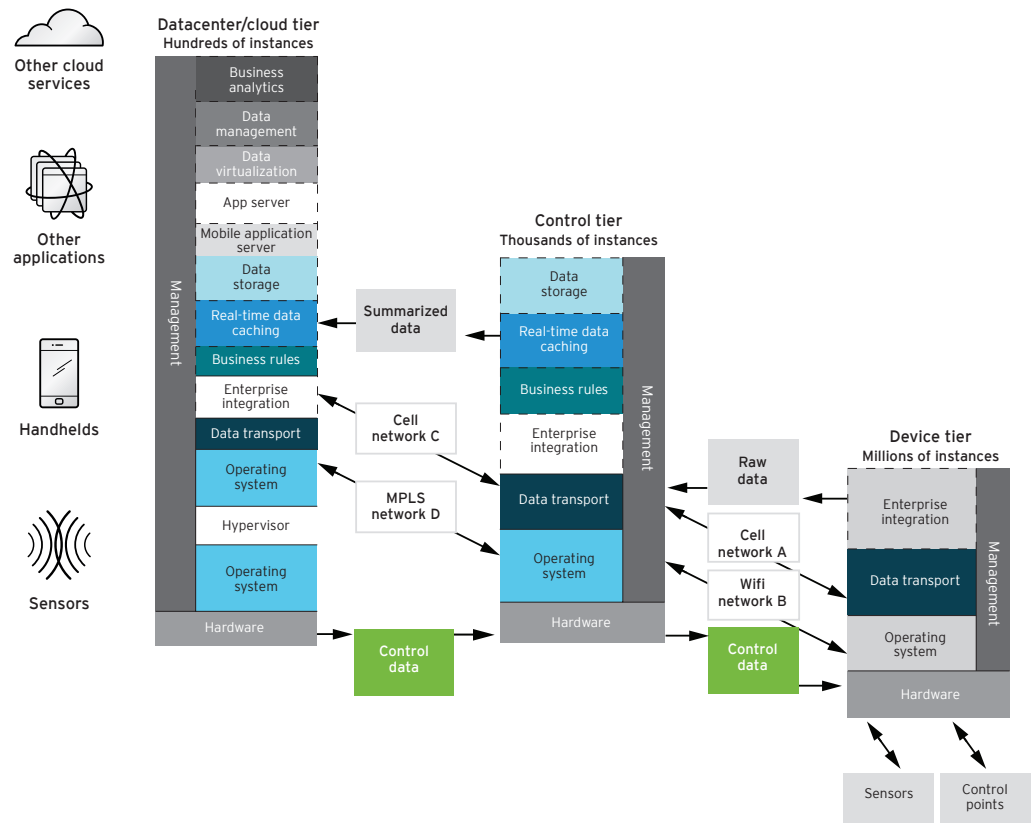 Other cloud
services
Other
applications
Handhelds
Sensors
Datacenter/cloud tier
Hundreds of instances
Management
Business
analytics
Data
management
Data
virtualization
App server
Mobile application
server
Data
storage
Real-time data
caching
Business rules
Enterprise
integration
Data transport
Operating
system
Hypervisor
Operating
system
Hardware
Summarized
data
Cell
network C
MPLS
network D
Control
data
Control tier
Thousands of instances
Data
storage
Real-time data
caching
Business rules
Enterprise
integration
Data transport
Operating
system
Management
Hardware
Raw
data
Cell
network A
Wifi
network B
Control
data
Device tier
Millions of instances
Enterprise
integration
Data transport
Operating
system
Management
Hardware
Sensors
Control
points